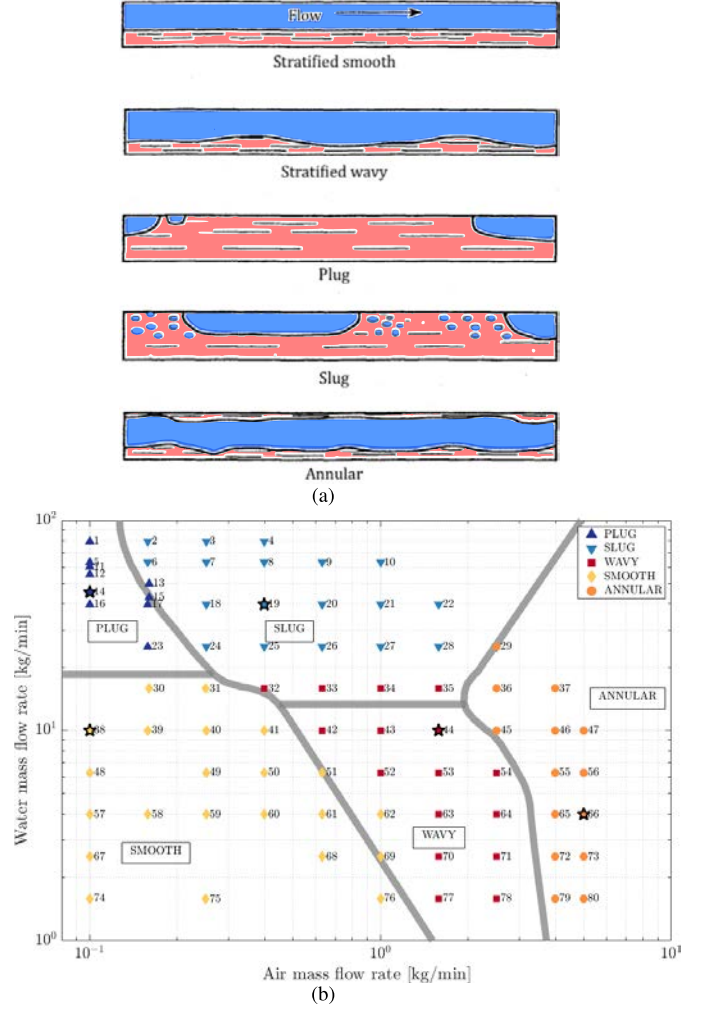 Flow
Stratified smooth
Stratified wavy
Plug
Slug
Annular
(a)
10²
1 2 3 4
5 6 7 8 9 10
11
12
13
14
15
16 17 18 19 20 21 22
PLUG SLUG
23 24 25 26 27 28 29
30 31 32 33 34 35 36 37
ANNULAR
10¹
38 39 40 41 42 43 44 45 46 47
48 49 50 51 52 53 54 55 56
57 58 59 60 61 62 63 64 65 66
WAVY
SMOOTH
67 68 69 70 71 72 73
74 75 76 77 78 79 80
10⁰
PLUG
SLUG
WAVY
SMOOTH
ANNULAR
Water mass flow rate [kg/min]
10⁻¹ 10⁰ 10¹
Air mass flow rate [kg/min]
(b)